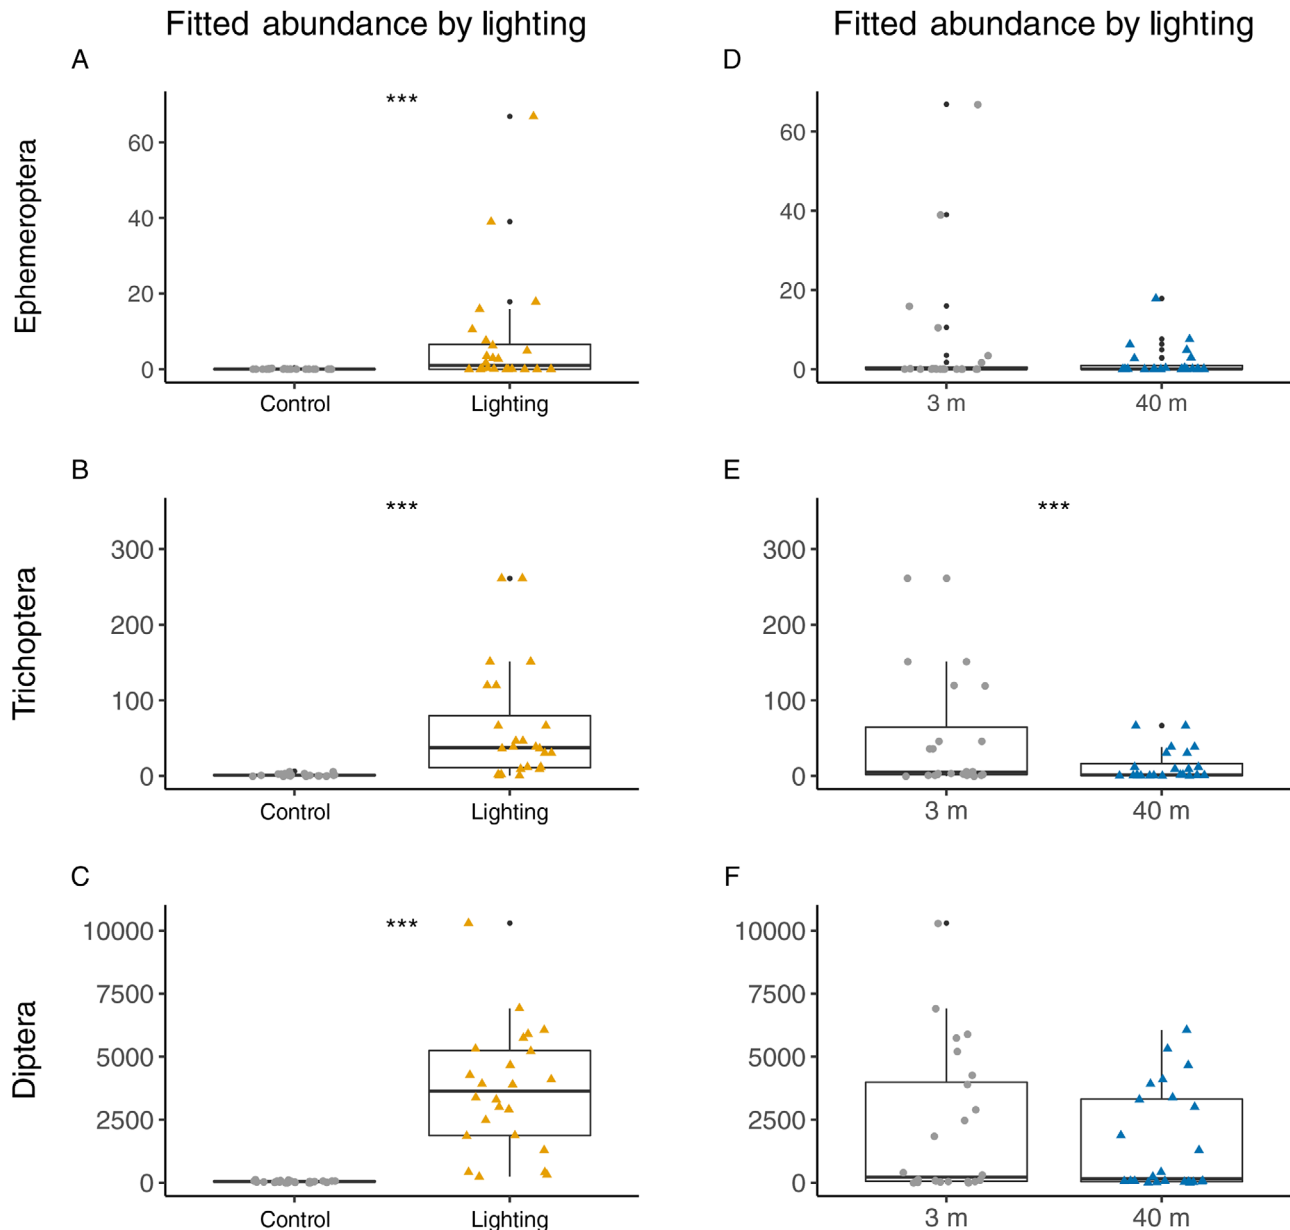 Fitted abundance by lighting
Fitted abundance by lighting
A
D
Ephemeroptera
***
60
40
20
0
Control
Lighting
60
40
20
0
3 m
40 m
B
E
Trichoptera
***
300
200
100
0
Control
Lighting
***
300
200
100
0
3 m
40 m
C
F
Diptera
***
10000
7500
5000
2500
0
Control
Lighting
10000
7500
5000
2500
0
3 m
40 m